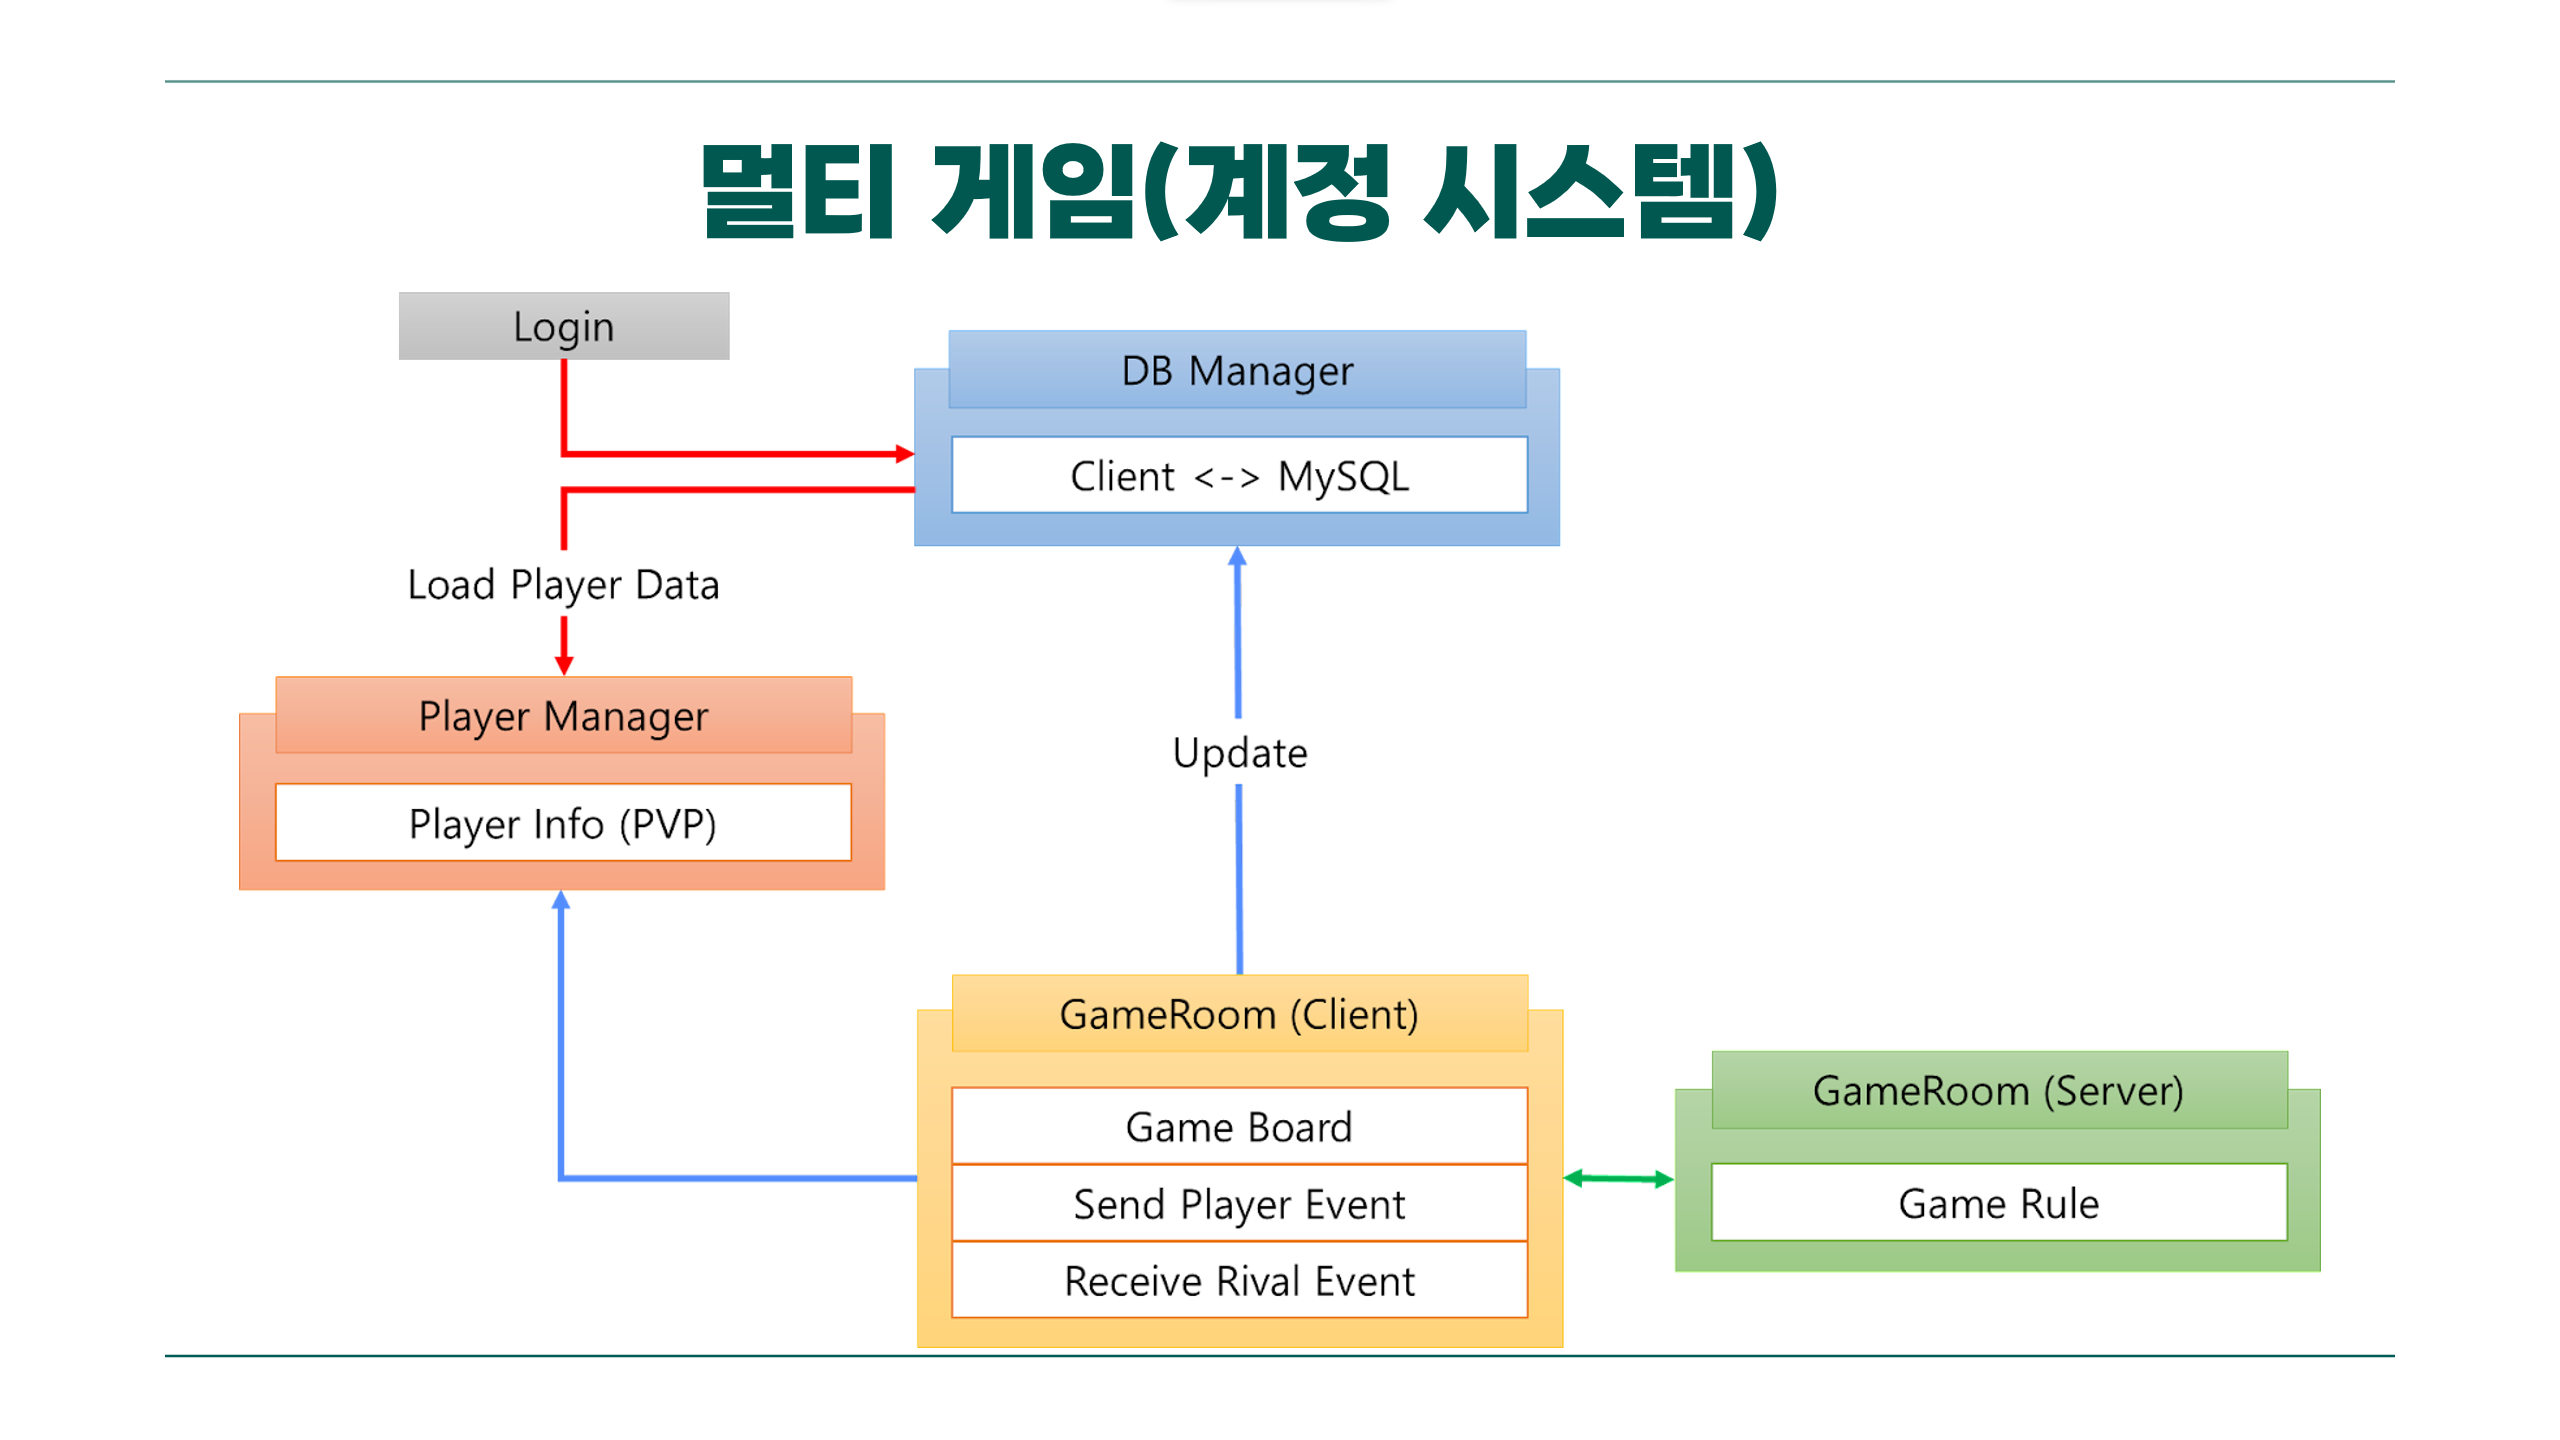 멀티 게임(계정 시스템)
Login
DB Manager
Client <-> MySQL
Load Player Data
Player Manager
Player Info (PVP)
Update
GameRoom (Client)
Game Board
Send Player Event
Receive Rival Event
GameRoom (Server)
Game Rule